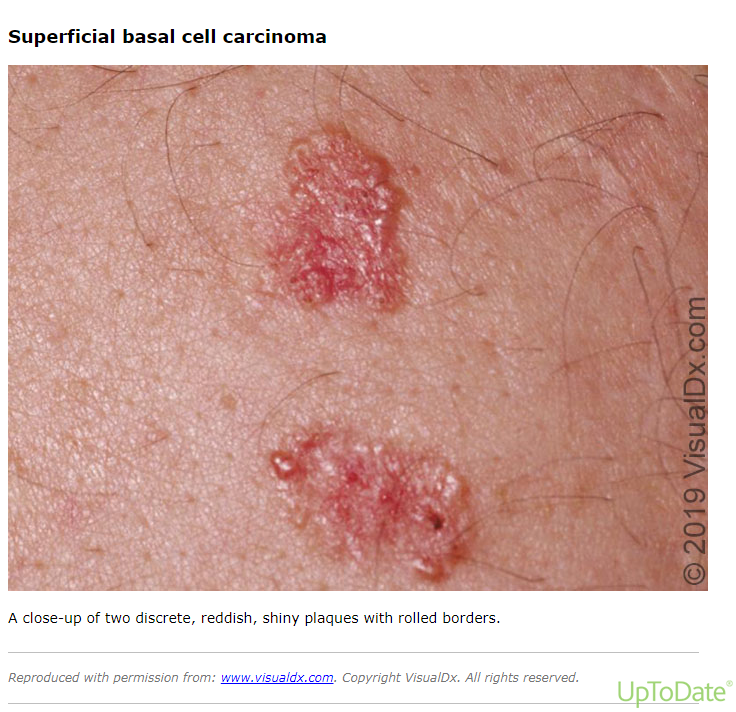 Superficial basal cell carcinoma
© 2019 VisualDx.com
A close-up of two discrete, reddish, shiny plaques with rolled borders.
Reproduced with permission from: www.visualdx.com. Copyright VisualDx. All rights reserved.
UpToDate®